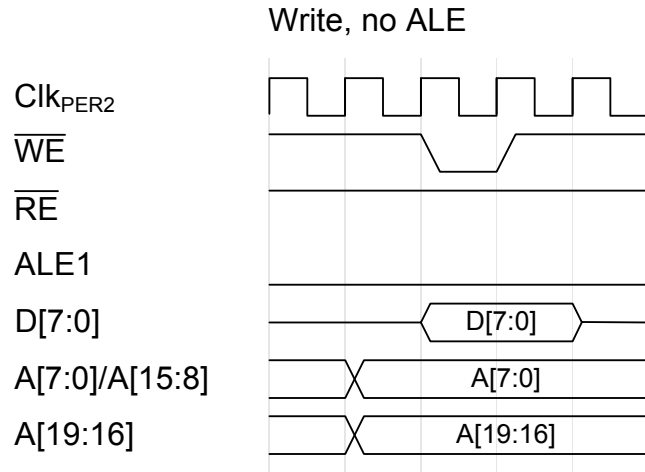 Write, no ALE
ClkPER2
WE
RE
ALE1
D[7:0] D[7:0]
A[7:0]/A[15:8] A[7:0]
A[19:16] A[19:16]